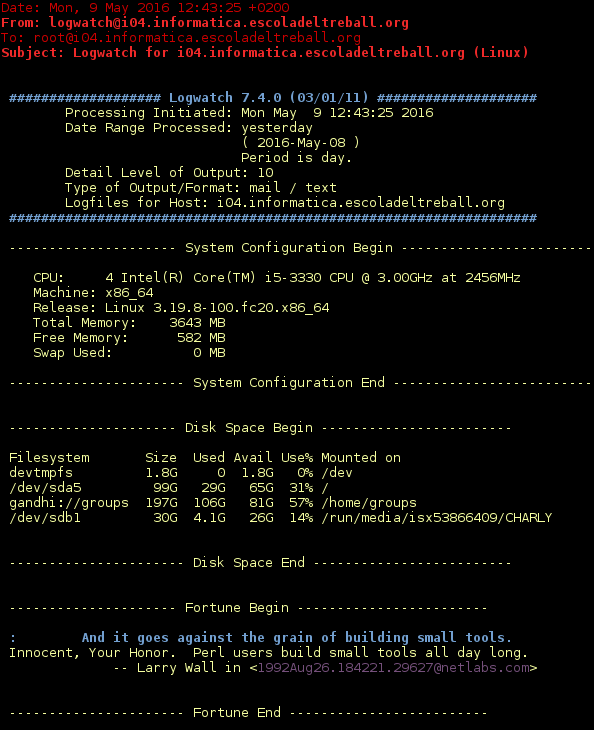 Date: Mon, 9 May 2016 12:43:25 +0200
From: logwatch@i04.informatica.escoladeltreball.org
To: root@i04.informatica.escoladeltreball.org
Subject: Logwatch for i04.informatica.escoladeltreball.org (Linux)
################### Logwatch 7.4.0 (03/01/11) ####################
Processing Initiated: Mon May  9 12:43:25 2016
Date Range Processed: yesterday
( 2016-May-08 )
Period is day.
Detail Level of Output: 10
Type of Output/Format: mail / text
Logfiles for Host: i04.informatica.escoladeltreball.org
##################################################################
--------------------- System Configuration Begin ------------------------
CPU:     4 Intel(R) Core(TM) i5-3330 CPU @ 3.00GHz at 2456MHz
Machine: x86_64
Release: Linux 3.19.8-100.fc20.x86_64
Total Memory:    3643 MB
Free Memory:      582 MB
Swap Used:          0 MB
---------------------- System Configuration End -------------------------
--------------------- Disk Space Begin ------------------------
Filesystem       Size  Used Avail Use% Mounted on
devtmpfs         1.8G     0  1.8G   0% /dev
/dev/sda5         99G   29G   65G  31% /
gandhi://groups  197G  106G   81G  57% /home/groups
/dev/sdb1         30G  4.1G   26G  14% /run/media/isx53866409/CHARLY
---------------------- Disk Space End -------------------------
--------------------- Fortune Begin ------------------------
:        And it goes against the grain of building small tools.
Innocent, Your Honor.  Perl users build small tools all day long.
-- Larry Wall in <1992Aug26.184221.29627@netlabs.com>
---------------------- Fortune End -------------------------